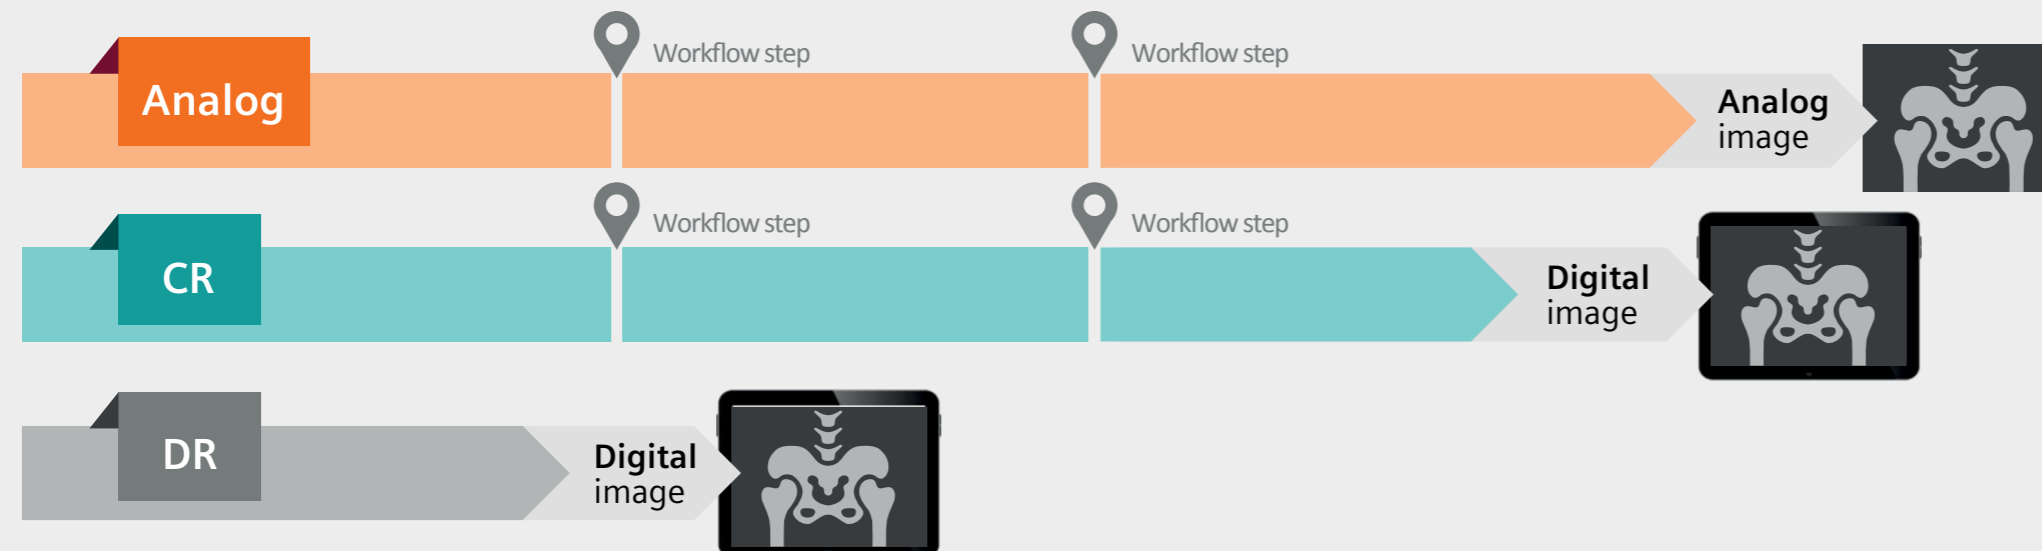 Analog
Workflow step
Workflow step
Analog
image
CR
Workflow step
Workflow step
Digital
image
DR
Digital
image